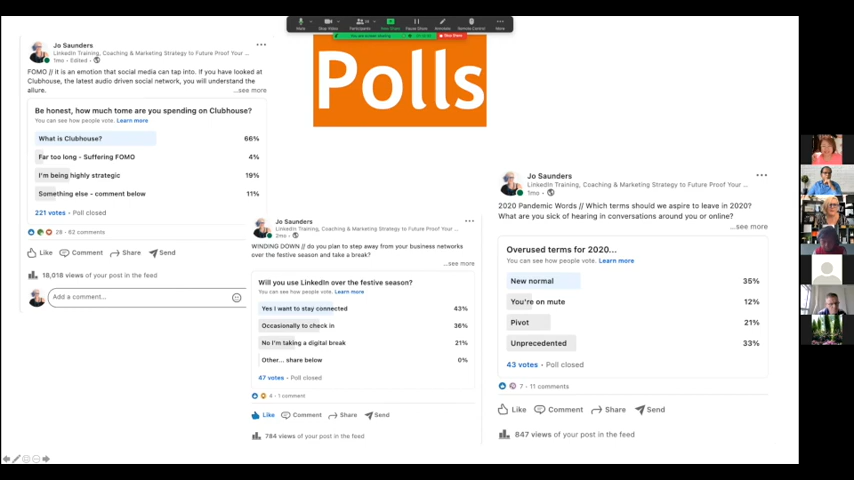 Polls
Jo Saunders
LinkedIn Training, Coaching & Marketing Strategy to Future Proof Your ...
1mo • Edited •
FOMO // It is an emotion that social media can tap into. If you have looked at
Clubhouse, the latest audio driven social network, you will understand the
allure.
...see more
Be honest, how much tome are you spending on Clubhouse?
You can see how people vote. Learn more
What is Clubhouse? 66%
Far too long - Suffering FOMO 4%
I'm being highly strategic 19%
Something else - comment below 11%
221 votes • Poll closed
28 • 62 comments
Like Comment Share Send
18,018 views of your post in the feed
Add a comment...
Jo Saunders
LinkedIn Training, Coaching & Marketing Strategy to Future Proof Your ...
2mo •
WINDING DOWN // do you plan to step away from your business networks
over the festive season and take a break?
...see more
Will you use LinkedIn over the festive season?
You can see how people vote. Learn more
Yes I want to stay connected 43%
Occasionally to check in 36%
No I'm taking a digital break 21%
Other... share below 0%
47 votes • Poll closed
4 • 1 comment
Like Comment Share Send
784 views of your post in the feed
Jo Saunders
LinkedIn Training, Coaching & Marketing Strategy to Future Proof Your ...
1mo •
2020 Pandemic Words // Which terms should we aspire to leave in 2020?
What are you sick of hearing in conversations around you or online?
...see more
Overused terms for 2020...
You can see how people vote. Learn more
New normal 35%
You're on mute 12%
Pivot 21%
Unprecedented 33%
43 votes • Poll closed
7 • 11 comments
Like Comment Share Send
847 views of your post in the feed